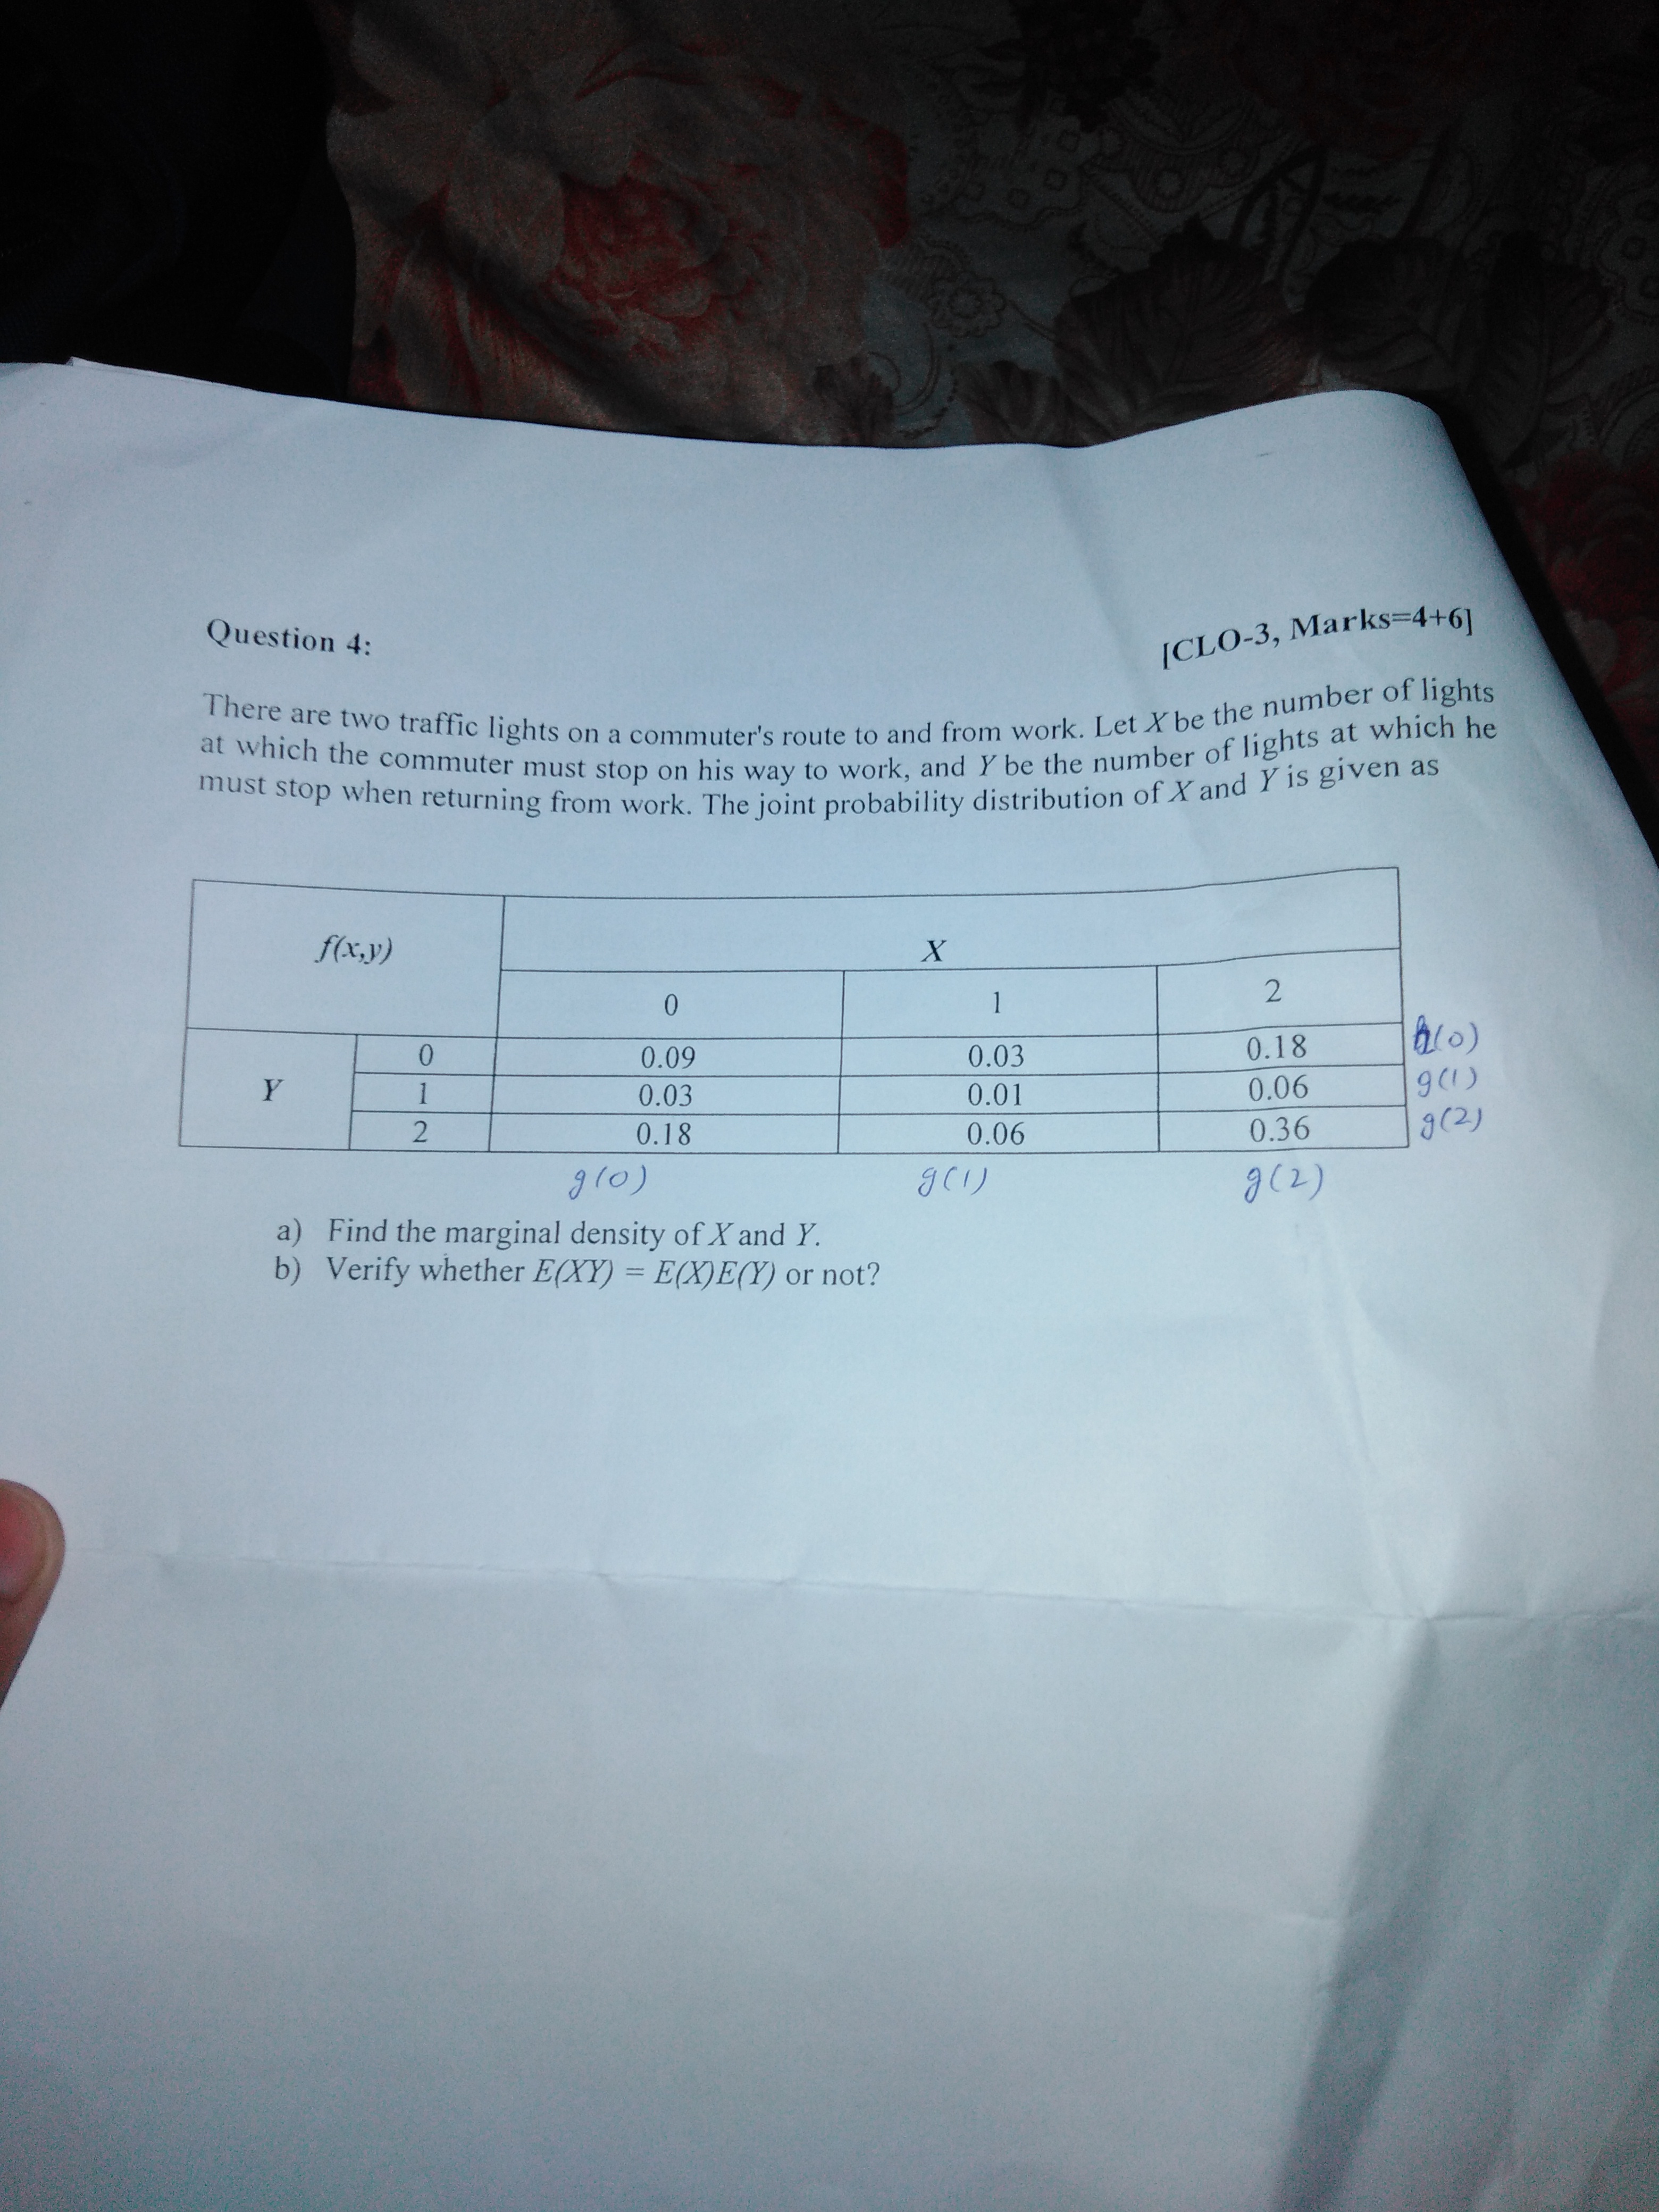 Question 4:
[CLO-3, Marks=4+6]
There are two traffic lights on a commuter's route to and from work. Let X be the number of lights
at which the commuter must stop on his way to work, and Y be the number of lights at which he
must stop when returning from work. The joint probability distribution of X and Y is given as
f(x,y)
X
0 1 2
Y
0 0.09 0.03 0.18 h(0)
1 0.03 0.01 0.06 g(1)
2 0.18 0.06 0.36 g(2)
g(0) g(1) g(2)
a) Find the marginal density of X and Y.
b) Verify whether E(XY) = E(X)E(Y) or not?